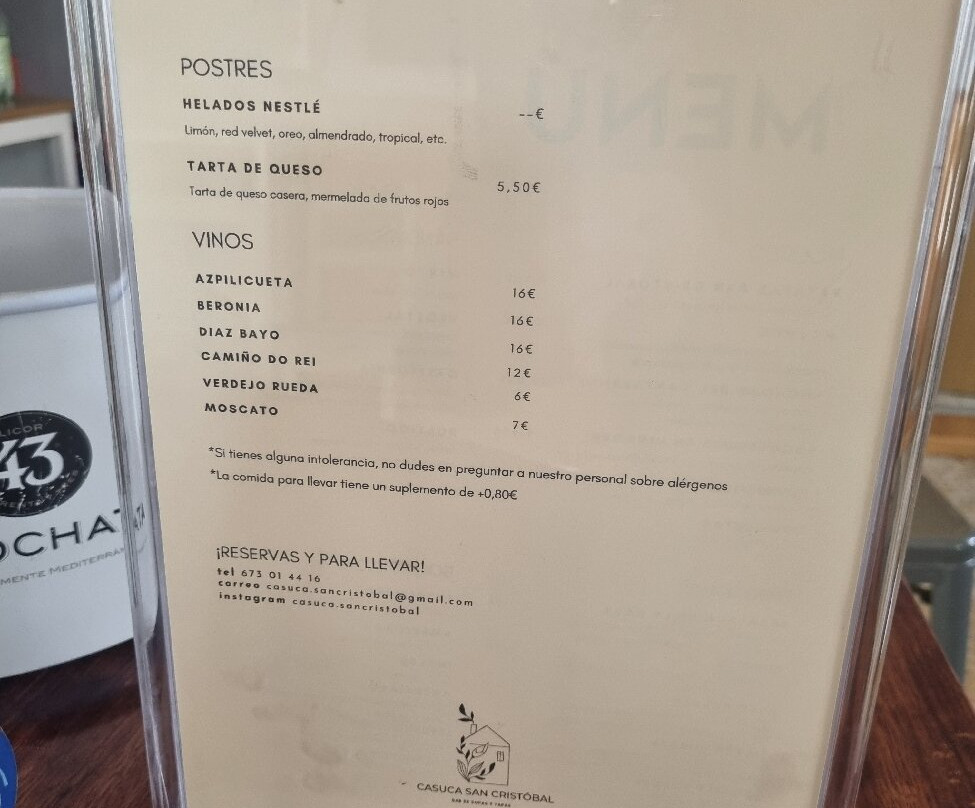 POSTRES
HELADOS NESTLÉ --€
Limón, red velvet, oreo, almendrado, tropical, etc.
TARTA DE QUESO 5,50€
Tarta de queso casera, mermelada de frutos rojos
VINOS
AZPILICUETA 16€
BERONIA 16€
DIAZ BAYO 16€
CAMIÑO DO REI 12€
VERDEJO RUEDA 6€
MOSCATO 7€
*Si tienes alguna intolerancia, no dudes en preguntar a nuestro personal sobre alérgenos
*La comida para llevar tiene un suplemento de +0,80€
¡RESERVAS Y PARA LLEVAR!
tel 673 01 44 16
correo casuca.sancristobal@gmail.com
instagram casuca.sancristobal
CASUCA SAN CRISTÓBAL
LICOR
43
OCHATA
MENTE MEDITERRAN
MENÚ